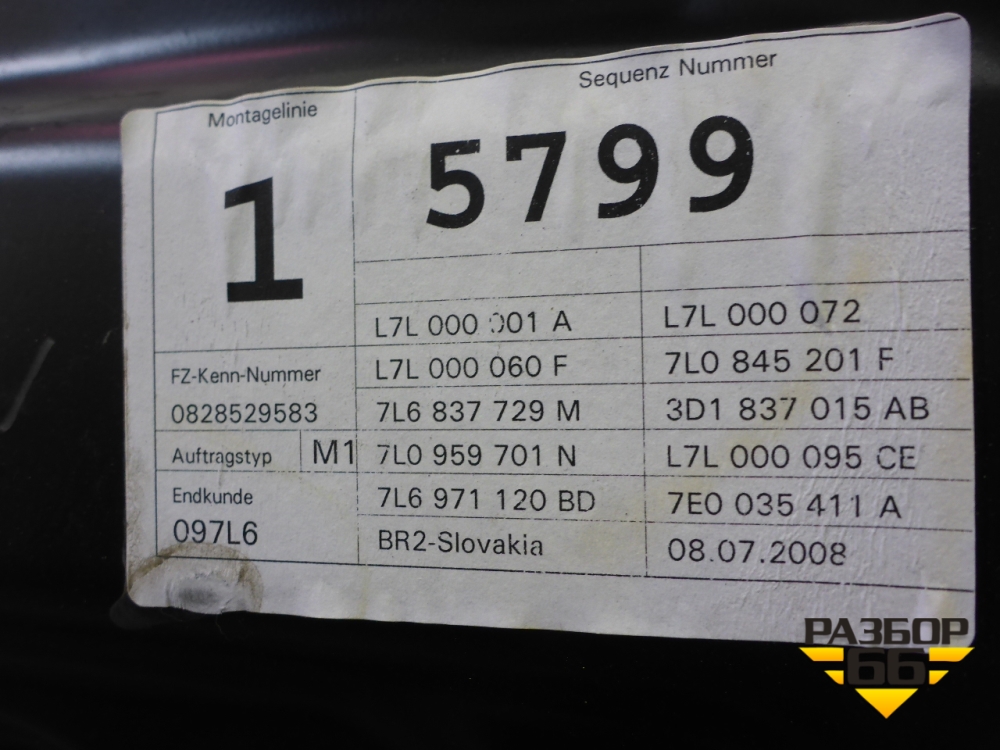 Montagelinie
Sequenz Nummer
1
5799
L7L 000 001 A
L7L 000 072
FZ-Kenn-Nummer
L7L 000 060 F
7L0 845 201 F
0828529583
7L6 837 729 M
3D1 837 015 AB
Auftragstyp
M1
7L0 959 701 N
L7L 000 095 CE
Endkunde
7L6 971 120 BD
7E0 035 411 A
097L6
BR2-Slovakia
08.07.2008
РАЗБОР
66